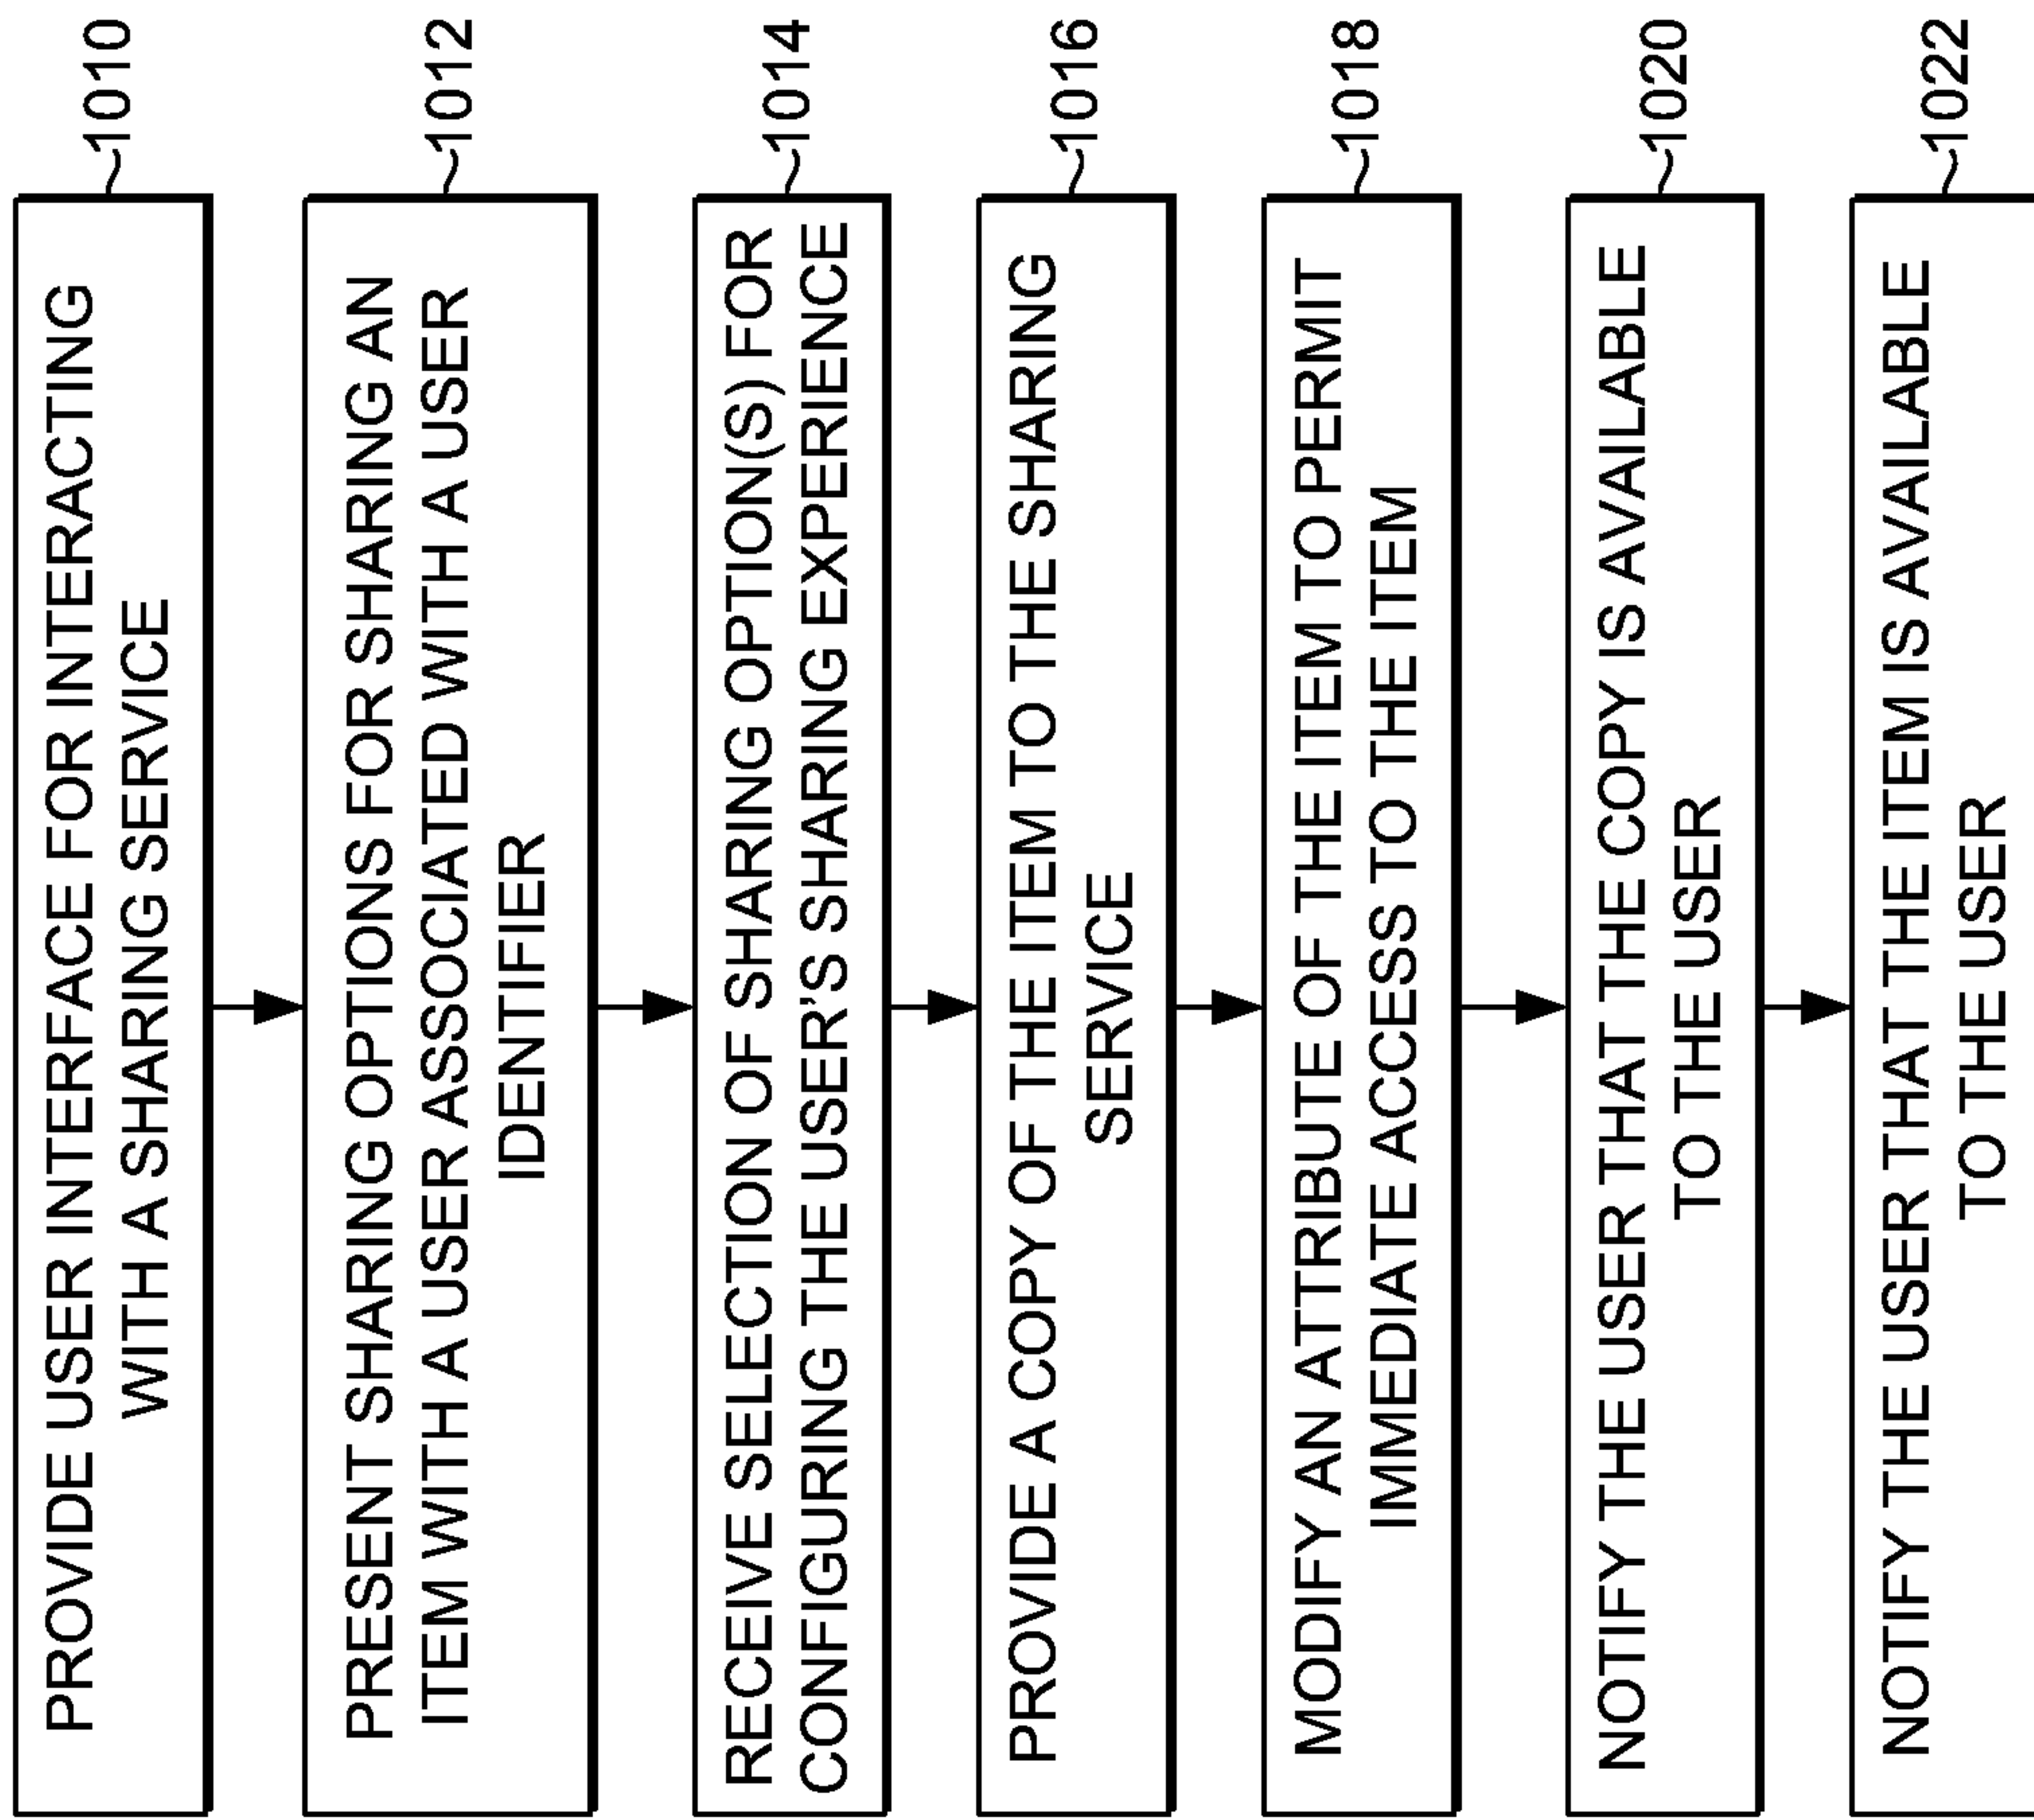 PROVIDE USER INTERFACE FOR INTERACTING
WITH A SHARING SERVICE
1010
PRESENT SHARING OPTIONS FOR SHARING AN
ITEM WITH A USER ASSOCIATED WITH A USER
IDENTIFIER
1012
RECEIVE SELECTION OF SHARING OPTION(S) FOR
CONFIGURING THE USER'S SHARING EXPERIENCE
1014
PROVIDE A COPY OF THE ITEM TO THE SHARING
SERVICE
1016
MODIFY AN ATTRIBUTE OF THE ITEM TO PERMIT
IMMEDIATE ACCESS TO THE ITEM
1018
NOTIFY THE USER THAT THE COPY IS AVAILABLE
TO THE USER
1020
NOTIFY THE USER THAT THE ITEM IS AVAILABLE
TO THE USER
1022